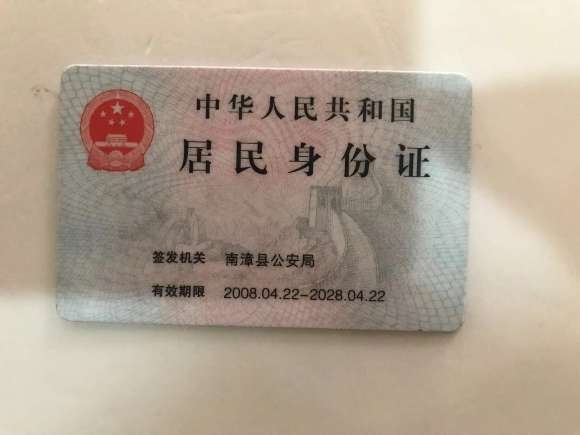 中华人民共和国
居民身份证
签发机关 南漳县公安局
有效期限 2008.04.22-2028.04.22